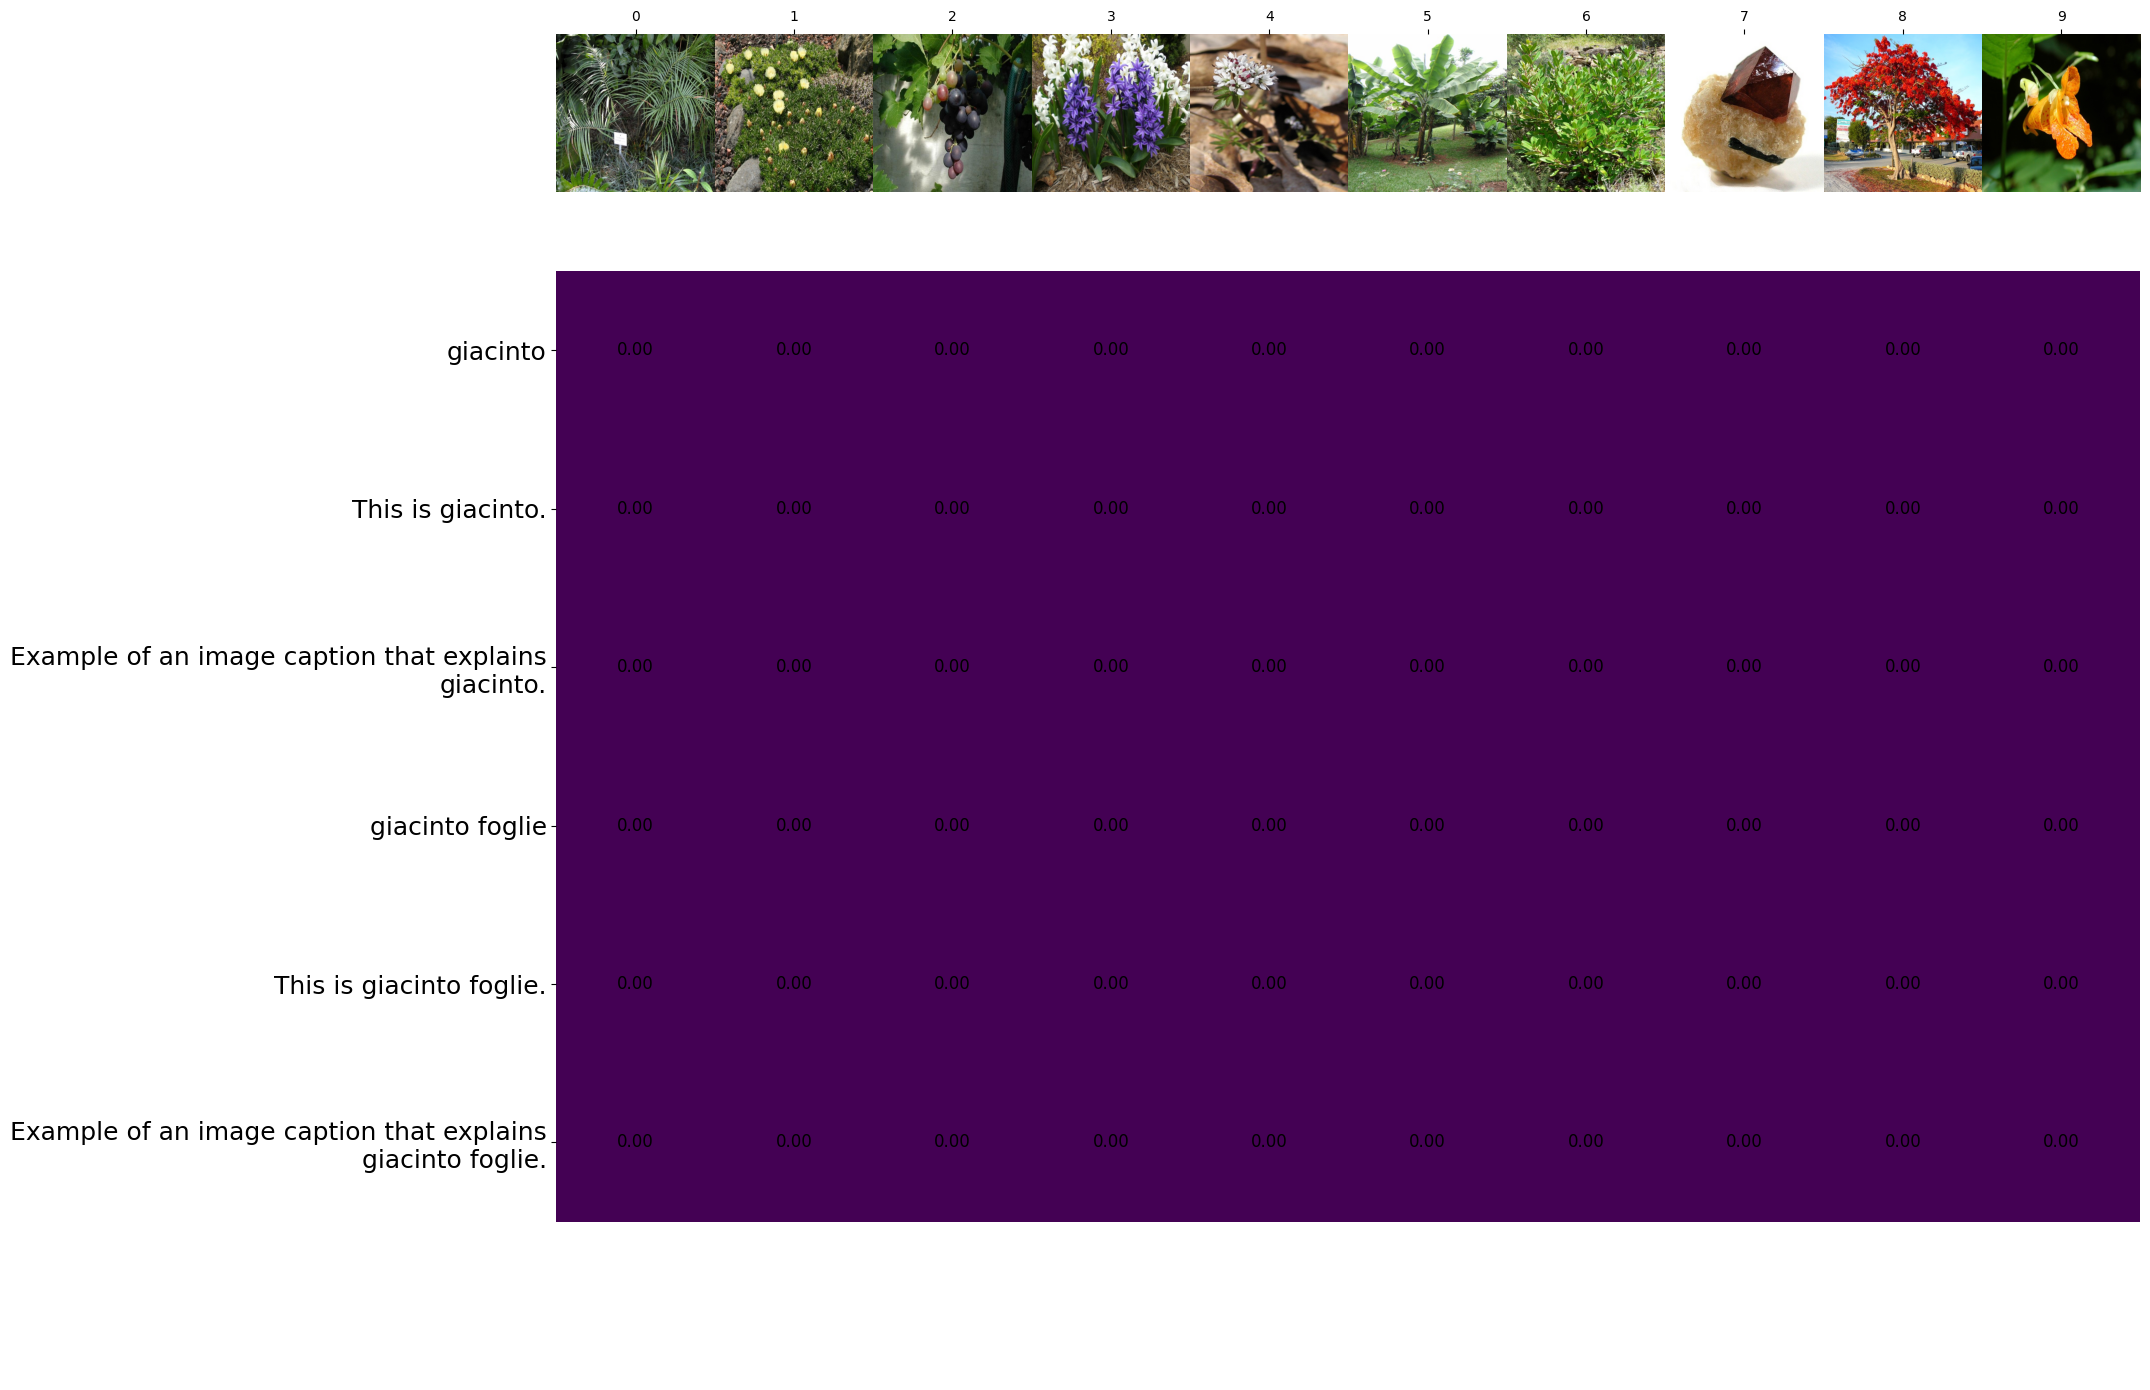 0 1 2 3 4 5 6 7 8 9
giacinto 0.00 0.00 0.00 0.00 0.00 0.00 0.00 0.00 0.00 0.00
This is giacinto. 0.00 0.00 0.00 0.00 0.00 0.00 0.00 0.00 0.00 0.00
Example of an image caption that explains
giacinto. 0.00 0.00 0.00 0.00 0.00 0.00 0.00 0.00 0.00 0.00
giacinto foglie 0.00 0.00 0.00 0.00 0.00 0.00 0.00 0.00 0.00 0.00
This is giacinto foglie. 0.00 0.00 0.00 0.00 0.00 0.00 0.00 0.00 0.00 0.00
Example of an image caption that explains
giacinto foglie. 0.00 0.00 0.00 0.00 0.00 0.00 0.00 0.00 0.00 0.00